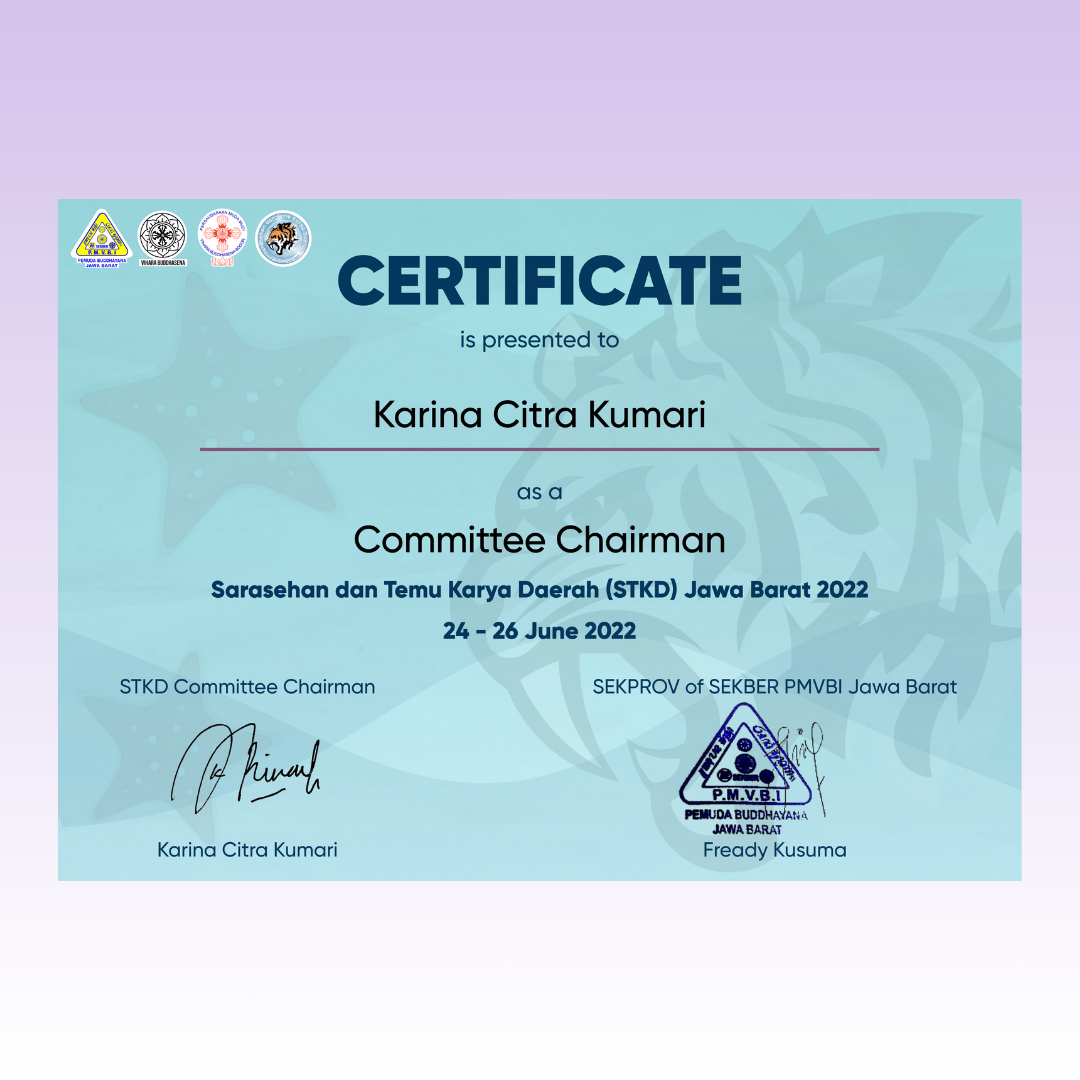 P.M.V.B.I
PEMUDA BUDDHAYANA
JAWA BARAT
VIHARA BUDDHASENA
CERTIFICATE
is presented to
Karina Citra Kumari
as a
Committee Chairman
Sarasehan dan Temu Karya Daerah (STKD) Jawa Barat 2022
24 - 26 June 2022
STKD Committee Chairman
SEKPROV of SEKBER PMVBI Jawa Barat
SEKBER
P.M.V.B.I
PEMUDA BUDDHAYANA
JAWA BARAT
Karina Citra Kumari
Fready Kusuma